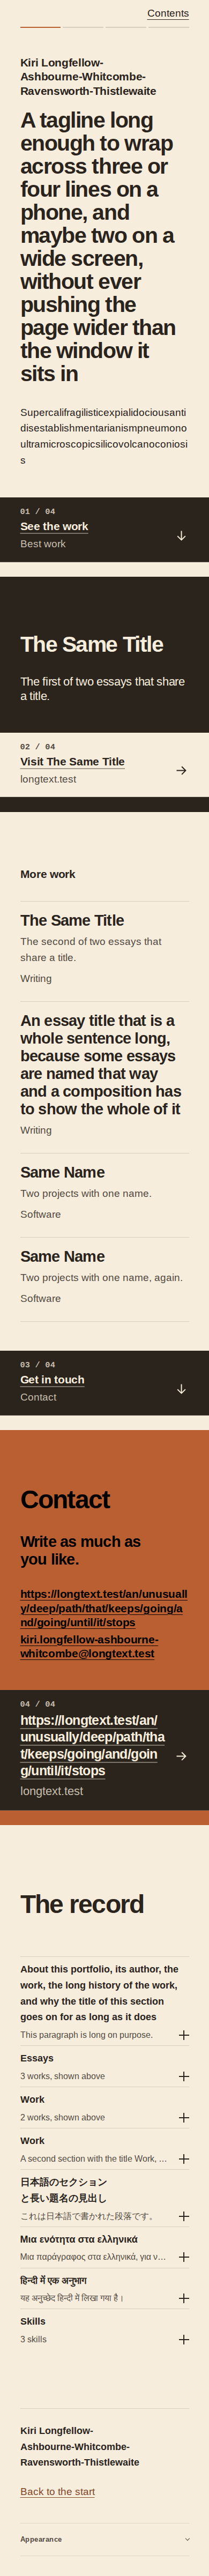 Contents
Kiri Longfellow-
Ashbourne-Whitcombe-
Ravensworth-Thistlewaite
A tagline long
enough to wrap
across three or
four lines on a
phone, and
maybe two on a
wide screen,
without ever
pushing the
page wider than
the window it
sits in
Supercalifragilisticexpialidociousanti
disestablishmentarianismpneumono
ultramicroscopicsilicovolcanoconiosi
s
01 / 04
See the work
Best work
The Same Title
The first of two essays that share
a title.
02 / 04
Visit The Same Title
longtext.test
More work
The Same Title
The second of two essays that
share a title.
Writing
An essay title that is a
whole sentence long,
because some essays
are named that way
and a composition has
to show the whole of it
Writing
Same Name
Two projects with one name.
Software
Same Name
Two projects with one name, again.
Software
03 / 04
Get in touch
Contact
Contact
Write as much as
you like.
https://longtext.test/an/unusuall
y/deep/path/that/keeps/going/a
nd/going/until/it/stops
kiri.longfellow-ashbourne-
whitcombe@longtext.test
04 / 04
https://longtext.test/an/
unusually/deep/path/tha
t/keeps/going/and/goin
g/until/it/stops
longtext.test
The record
About this portfolio, its author, the
work, the long history of the work,
and why the title of this section
goes on for as long as it does
This paragraph is long on purpose.
Essays
3 works, shown above
Work
2 works, shown above
Work
A second section with the title Work, …
日本語のセクション
と長い題名の見出し
これは日本語で書かれた段落です。
Μια ενότητα στα ελληνικά
Μια παράγραφος στα ελληνικά, για ν…
हिन्दी में एक अनुभाग
यह अनुच्छेद हिन्दी में लिखा गया है।
Skills
3 skills
Kiri Longfellow-
Ashbourne-Whitcombe-
Ravensworth-Thistlewaite
Back to the start
Appearance